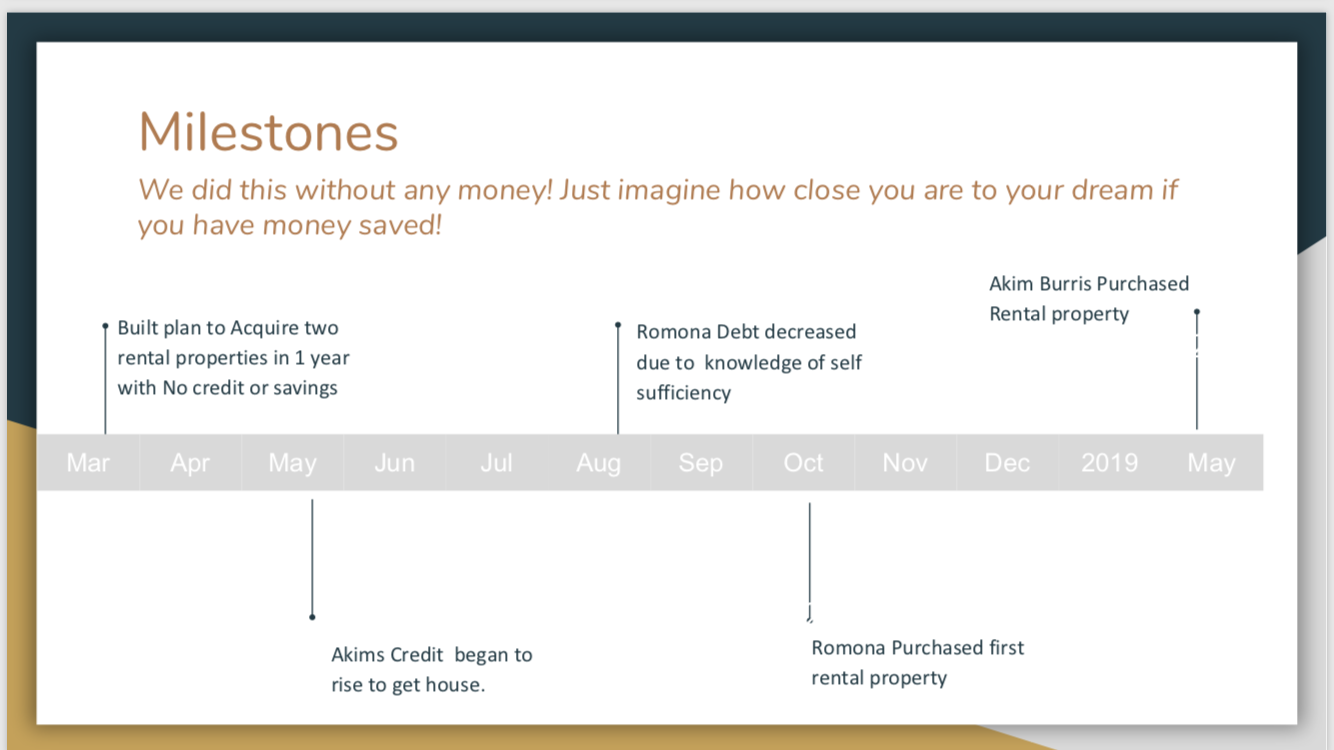 Milestones
We did this without any money! Just imagine how close you are to your dream if
you have money saved!
Akim Burris Purchased
Rental property
Built plan to Acquire two
rental properties in 1 year
with No credit or savings
Romona Debt decreased
due to  knowledge of self
sufficiency
Mar Apr May Jun Jul Aug Sep Oct Nov Dec 2019 May
Akims Credit  began to
rise to get house.
Romona Purchased first
rental property